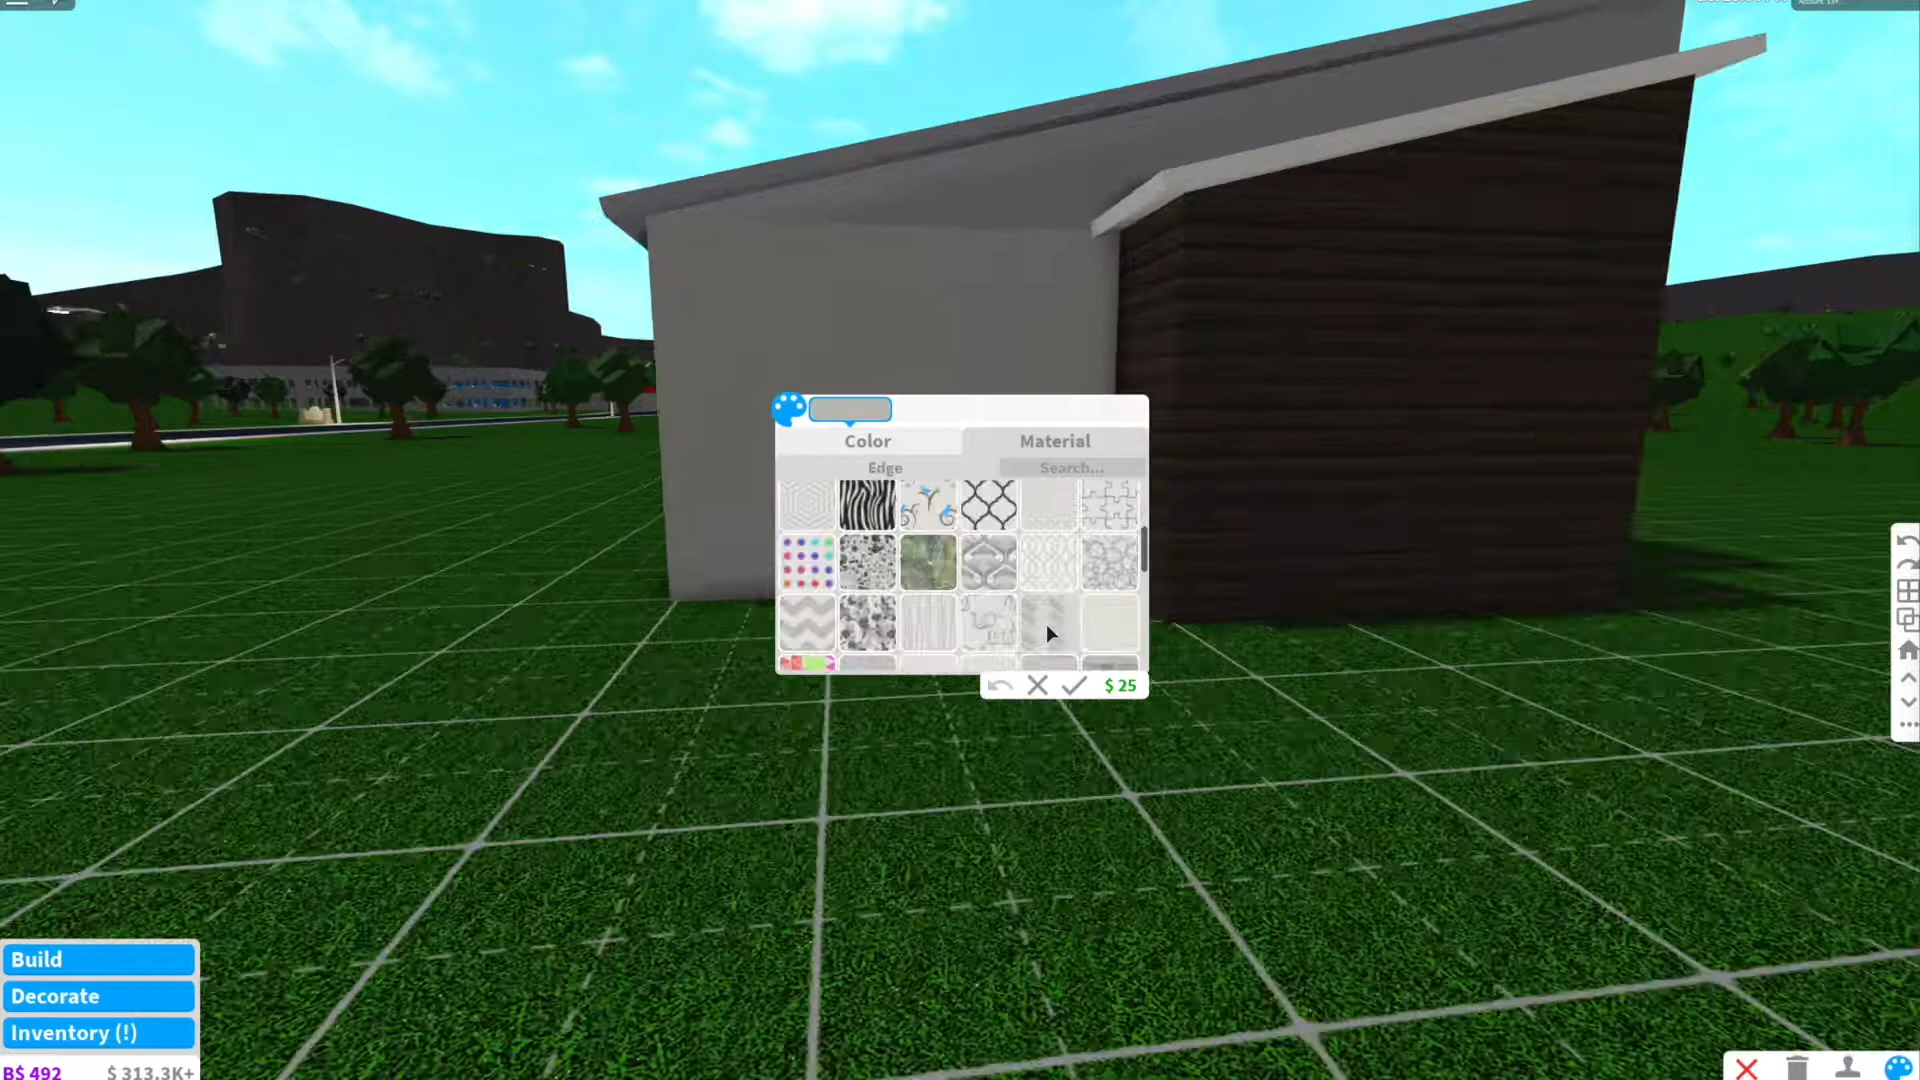 Color
Material
Edge
Search...
$ 25
Build
Decorate
Inventory (!)
B$ 492
$ 313.3K+